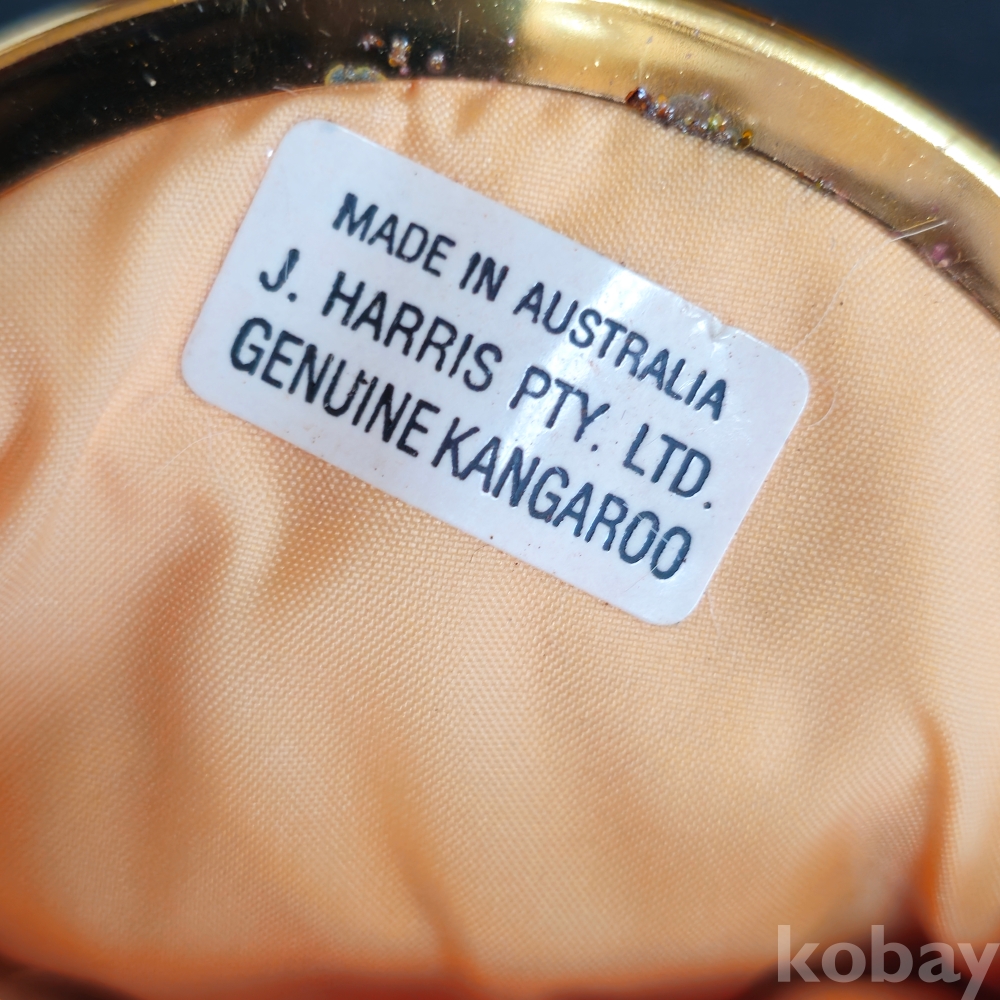 MADE IN AUSTRALIA
J. HARRIS PTY. LTD.
GENUINE KANGAROO
kobay